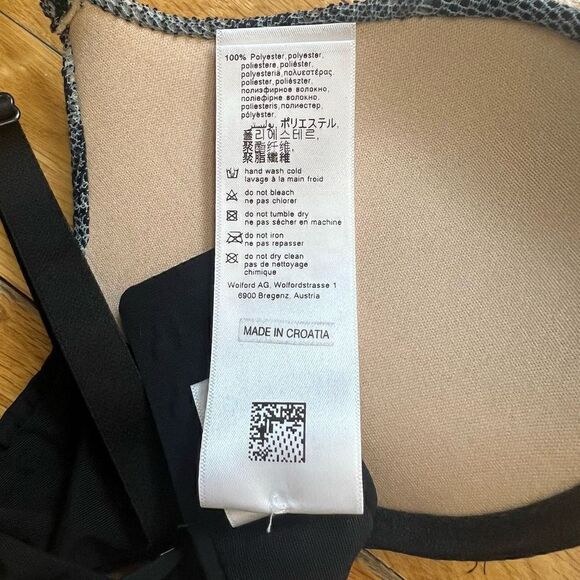 100% Polyester, polyester,
poliestere, poliéster,
polyesteria, πολυεστέρας,
poliester, poliészter,
полиэфирное волокно,
поліефірне волокно,
poliesteris, полиестер,
pólyester,
بوليستر, ポリエステル,
폴리에스테르,
聚酯纤维,
聚脂纖維
hand wash cold
lavage à la main froid
do not bleach
ne pas chlorer
do not tumble dry
ne pas sécher en machine
do not iron
ne pas repasser
do not dry clean
pas de nettoyage
chimique
Wolford AG, Wolfordstrasse 1
6900 Bregenz, Austria
MADE IN CROATIA